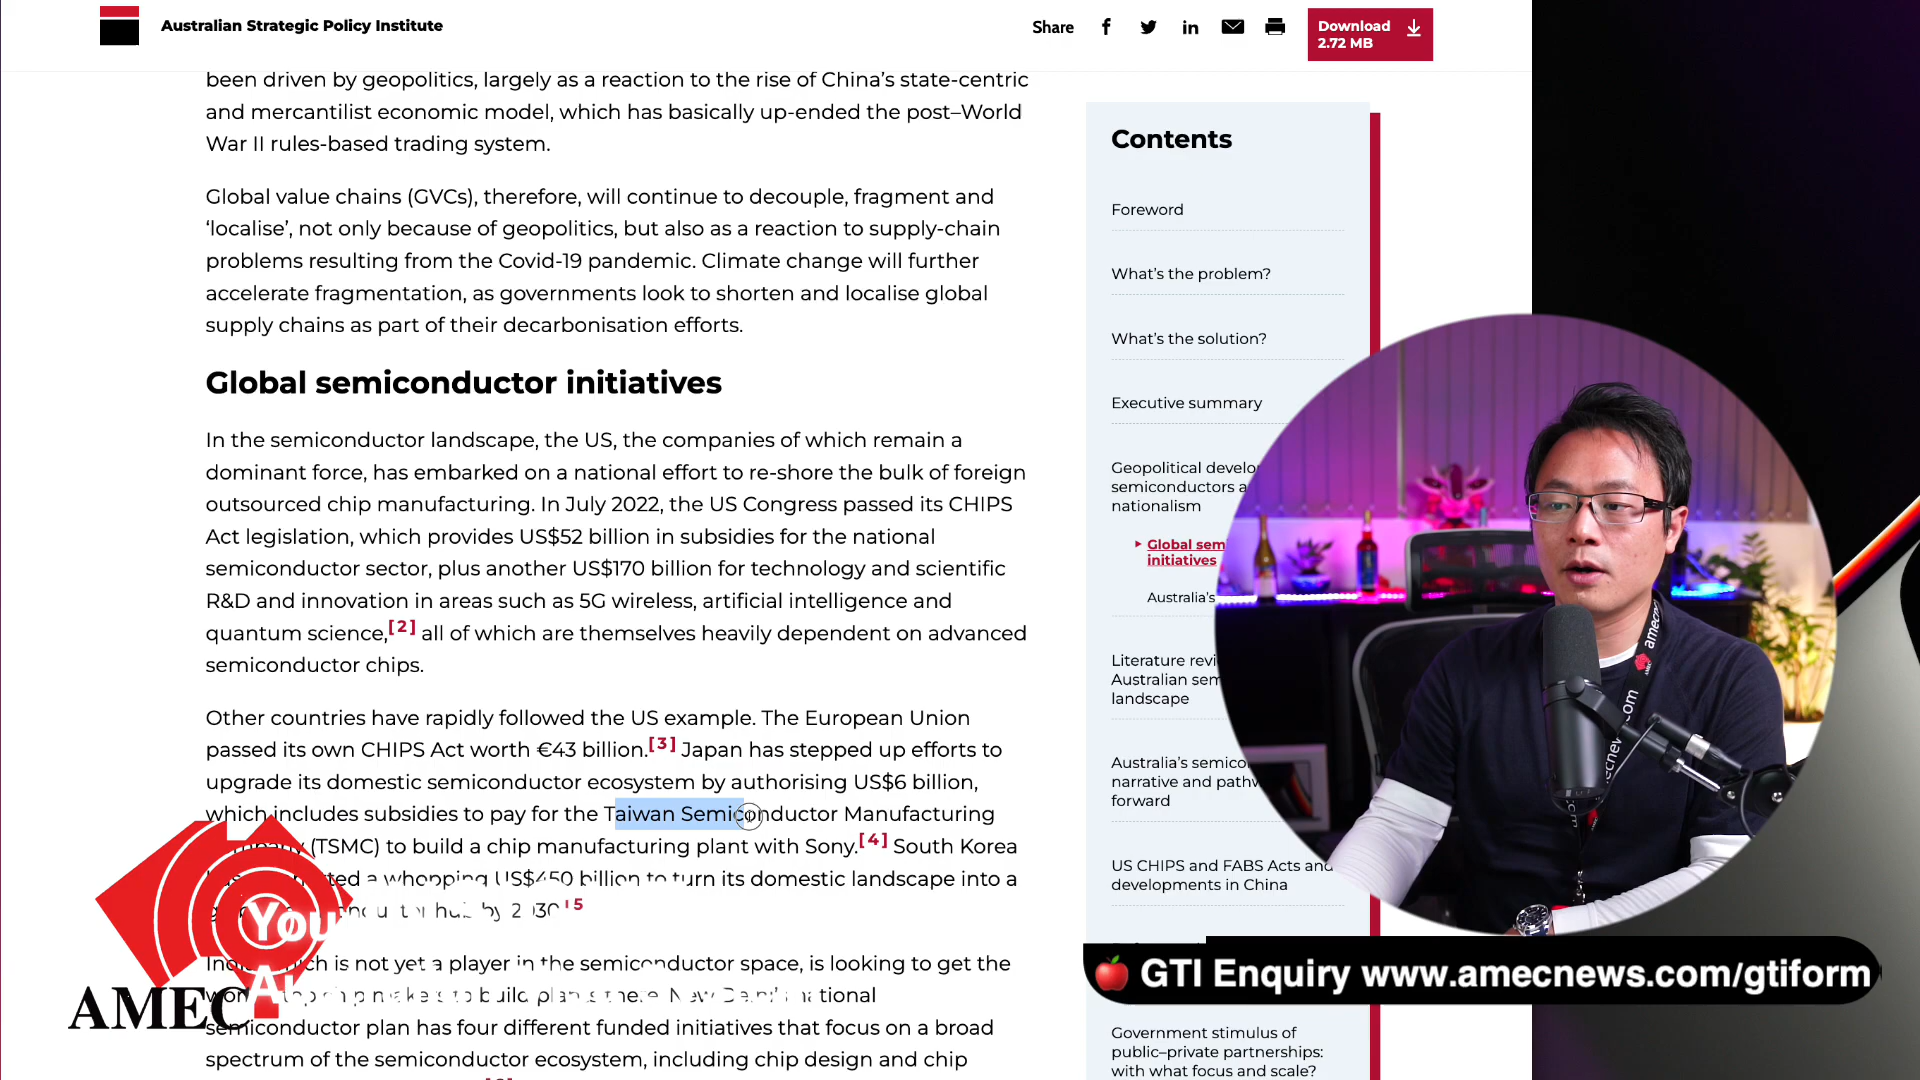 Australian Strategic Policy Institute
Share
Download
2.72 MB
been driven by geopolitics, largely as a reaction to the rise of China’s state-centric
and mercantilist economic model, which has basically up-ended the post–World
War II rules-based trading system.
Global value chains (GVCs), therefore, will continue to decouple, fragment and
‘localise’, not only because of geopolitics, but also as a reaction to supply-chain
problems resulting from the Covid-19 pandemic. Climate change will further
accelerate fragmentation, as governments look to shorten and localise global
supply chains as part of their decarbonisation efforts.
Global semiconductor initiatives
In the semiconductor landscape, the US, the companies of which remain a
dominant force, has embarked on a national effort to re-shore the bulk of foreign
outsourced chip manufacturing. In July 2022, the US Congress passed its CHIPS
Act legislation, which provides US$52 billion in subsidies for the national
semiconductor sector, plus another US$170 billion for technology and scientific
R&D and innovation in areas such as 5G wireless, artificial intelligence and
quantum science,[2] all of which are themselves heavily dependent on advanced
semiconductor chips.
Other countries have rapidly followed the US example. The European Union
passed its own CHIPS Act worth €43 billion.[3] Japan has stepped up efforts to
upgrade its domestic semiconductor ecosystem by authorising US$6 billion,
which includes subsidies to pay for the Taiwan Semiconductor Manufacturing
(TSMC) to build a chip manufacturing plant with Sony.[4] South Korea
a whopping US$450 billion to turn its domestic landscape into a
hub by 2030
which is not yet a player in the semiconductor space, is looking to get the
semiconductor plan has four different funded initiatives that focus on a broad
spectrum of the semiconductor ecosystem, including chip design and chip
Contents
Foreword
What’s the problem?
What’s the solution?
Executive summary
Geopolitical
semiconductors
nationalism
Global
initiatives
Australia’s
Literature
Australian
landscape
Australia’s
narrative and
forward
US CHIPS and FABS Acts and
developments in China
Government stimulus of
public–private partnerships:
with what focus and scale?
You
AMEC
amec
amecnews.com
GTI Enquiry www.amecnews.com/gtiform